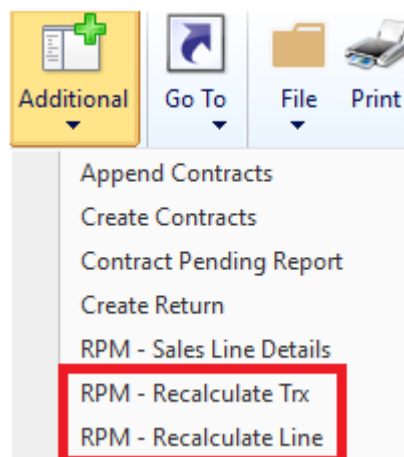 Additional Go To File Print
Append Contracts
Create Contracts
Contract Pending Report
Create Return
RPM - Sales Line Details
RPM - Recalculate Trx
RPM - Recalculate Line